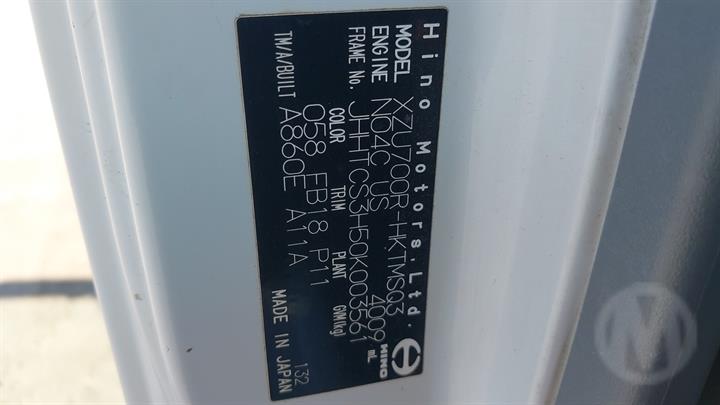 Hino Motors,Ltd.
MODEL XZU700R-HKTMSQ3
ENGINE N04C US 4009 mL
HINO
FRAME No. JHHTCS3H50K003561
COLOR TRIM PLANT GVM(kg)
058 FB18 P11
TM/A/BUILT A860E A11A
MADE IN JAPAN
132